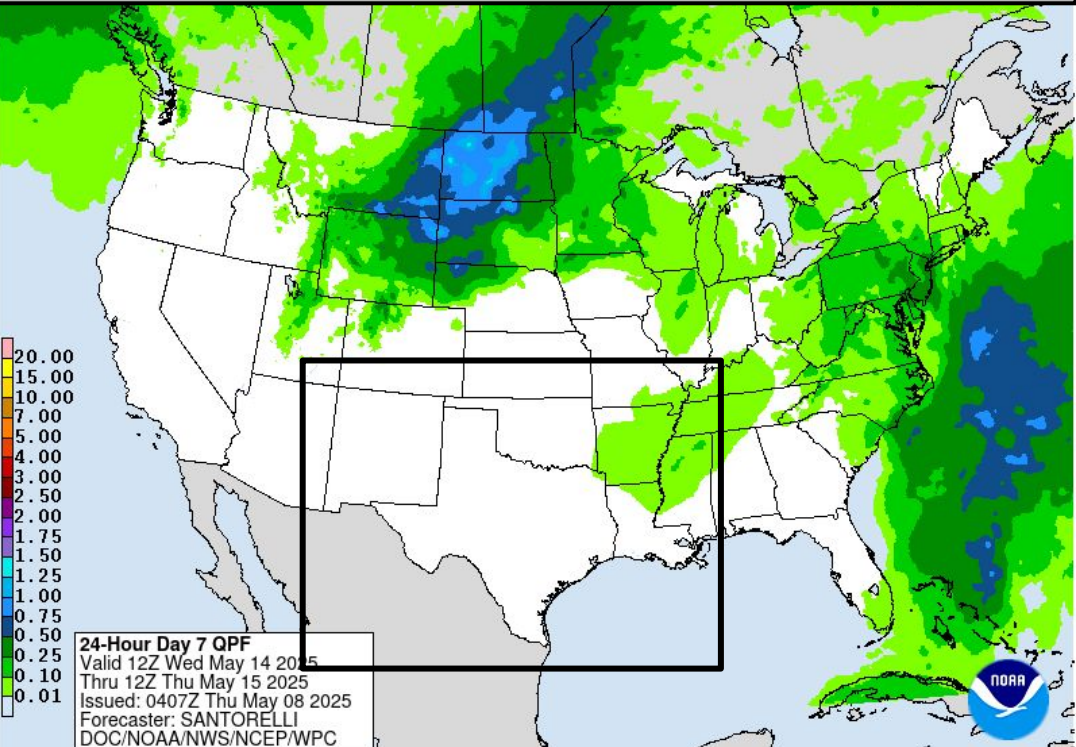 20.00
15.00
10.00
7.00
5.00
4.00
3.00
2.50
2.00
1.75
1.50
1.25
1.00
0.75
0.50
0.25
0.10
0.01
24-Hour Day 7 QPF
Valid 12Z Wed May 14 2025
Thru 12Z Thu May 15 2025
Issued: 0407Z Thu May 08 2025
Forecaster: SANTORELLI
DOC/NOAA/NWS/NCEP/WPC
NOAA